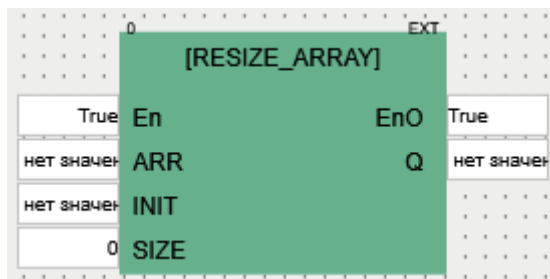 0 EXT
[RESIZE_ARRAY]
True En EnO True
нет значен ARR Q нет значен
нет значен INIT
0 SIZE